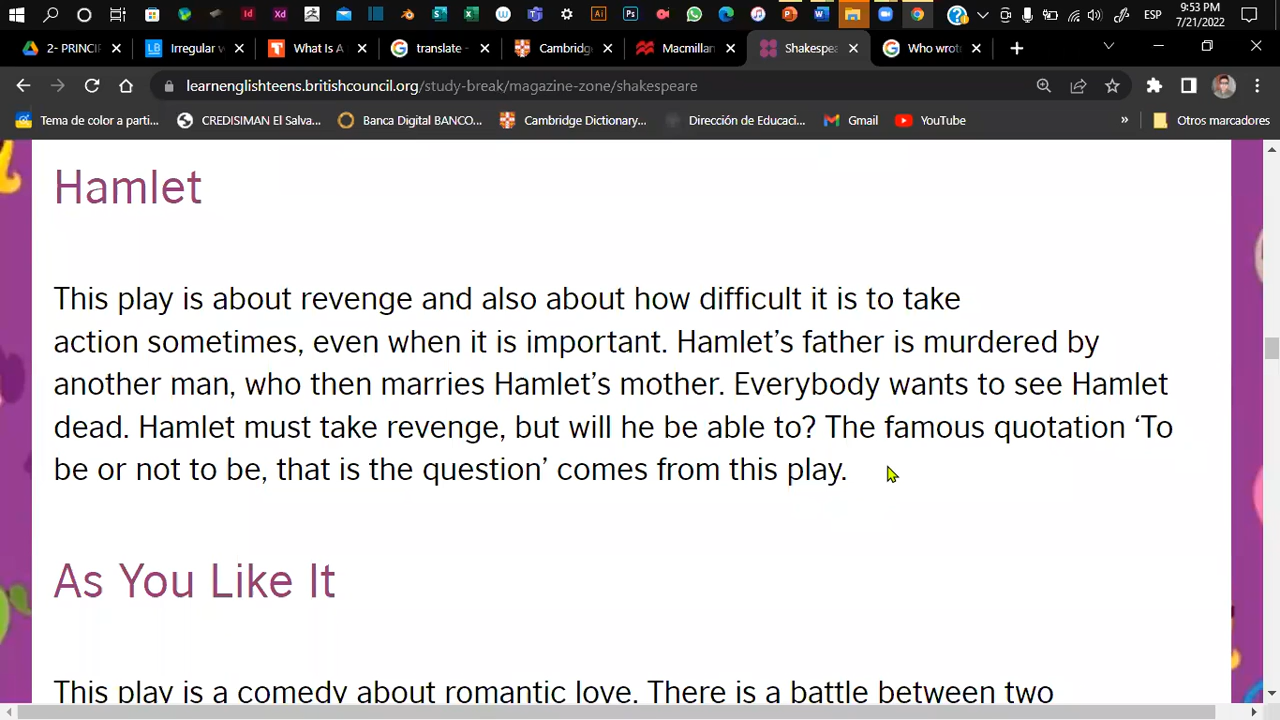 9:53 PM
ESP
7/21/2022
2- PRINCI
Irregular v
What Is A
translate -
Cambridg
Macmillan
Shakespea
Who wrot
learnenglishteens.britishcouncil.org/study-break/magazine-zone/shakespeare
Tema de color a parti...
CREDISIMAN El Salva...
Banca Digital BANCO...
Cambridge Dictionary...
Dirección de Educaci...
Gmail
YouTube
»
Otros marcadores
Hamlet
This play is about revenge and also about how difficult it is to take
action sometimes, even when it is important. Hamlet’s father is murdered by
another man, who then marries Hamlet’s mother. Everybody wants to see Hamlet
dead. Hamlet must take revenge, but will he be able to? The famous quotation ‘To
be or not to be, that is the question’ comes from this play.
As You Like It
This play is a comedy about romantic love. There is a battle between two